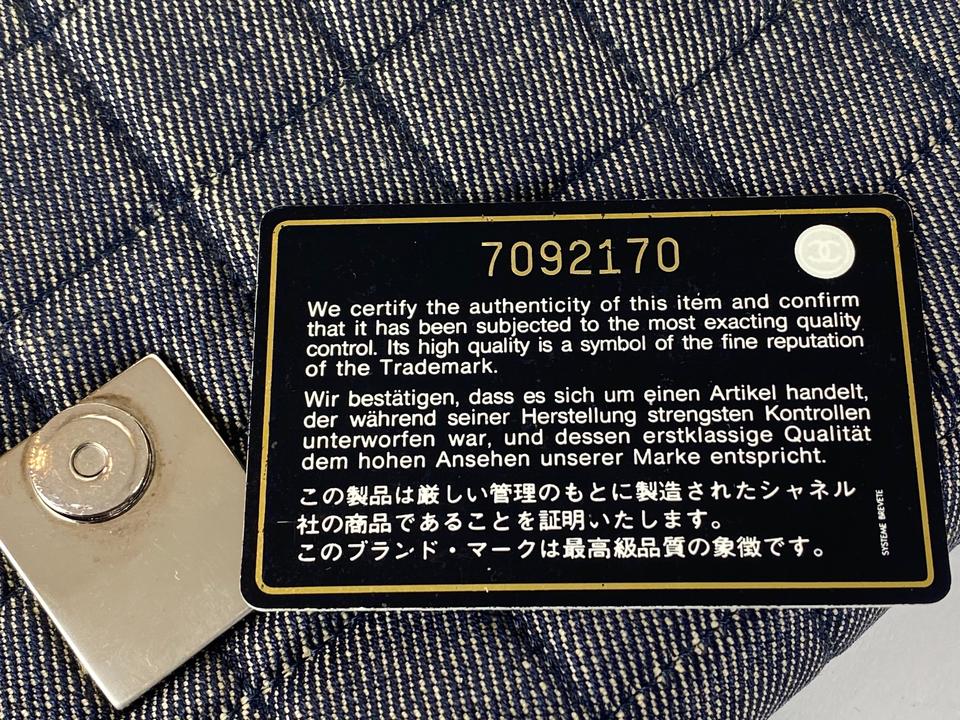 7092170
We certify the authenticity of this item and confirm
that it has been subjected to the most exacting quality
control. Its high quality is a symbol of the fine reputation
of the Trademark.
Wir bestätigen, dass es sich um einen Artikel handelt,
der während seiner Herstellung strengsten Kontrollen
unterworfen war, und dessen erstklassige Qualität
dem hohen Ansehen unserer Marke entspricht.
この製品は厳しい管理のもとに製造されたシャネル
社の商品であることを証明いたします。
このブランド・マークは最高級品質の象徴です。
SYSTEME BREVETE